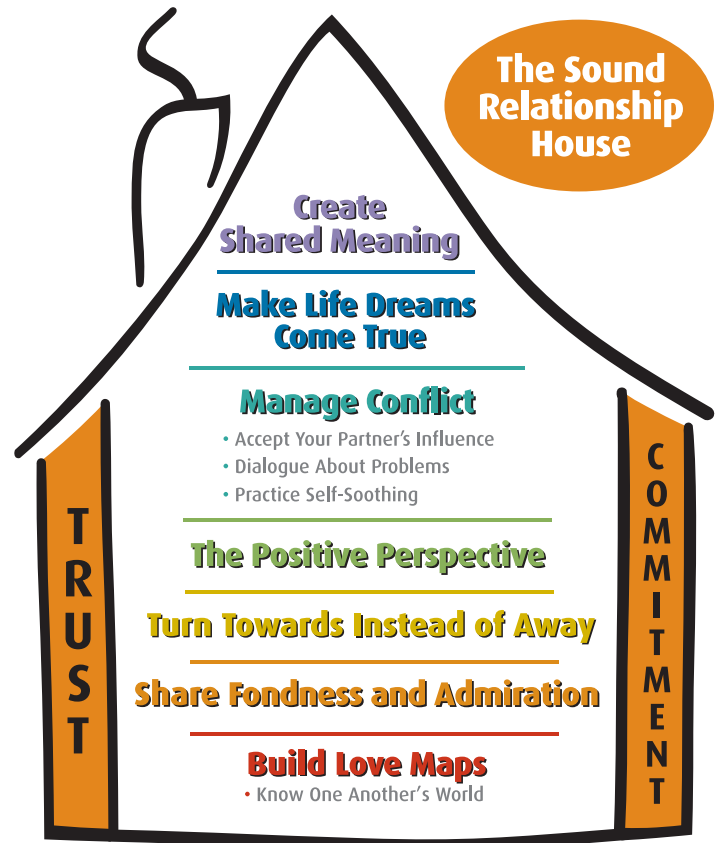 The Sound
Relationship
House
Create
Shared Meaning
Make Life Dreams
Come True
Manage Conflict
• Accept Your Partner's Influence
• Dialogue About Problems
• Practice Self-Soothing
The Positive Perspective
Turn Towards Instead of Away
Share Fondness and Admiration
Build Love Maps
• Know One Another's World
TRUST
COMMITMENT